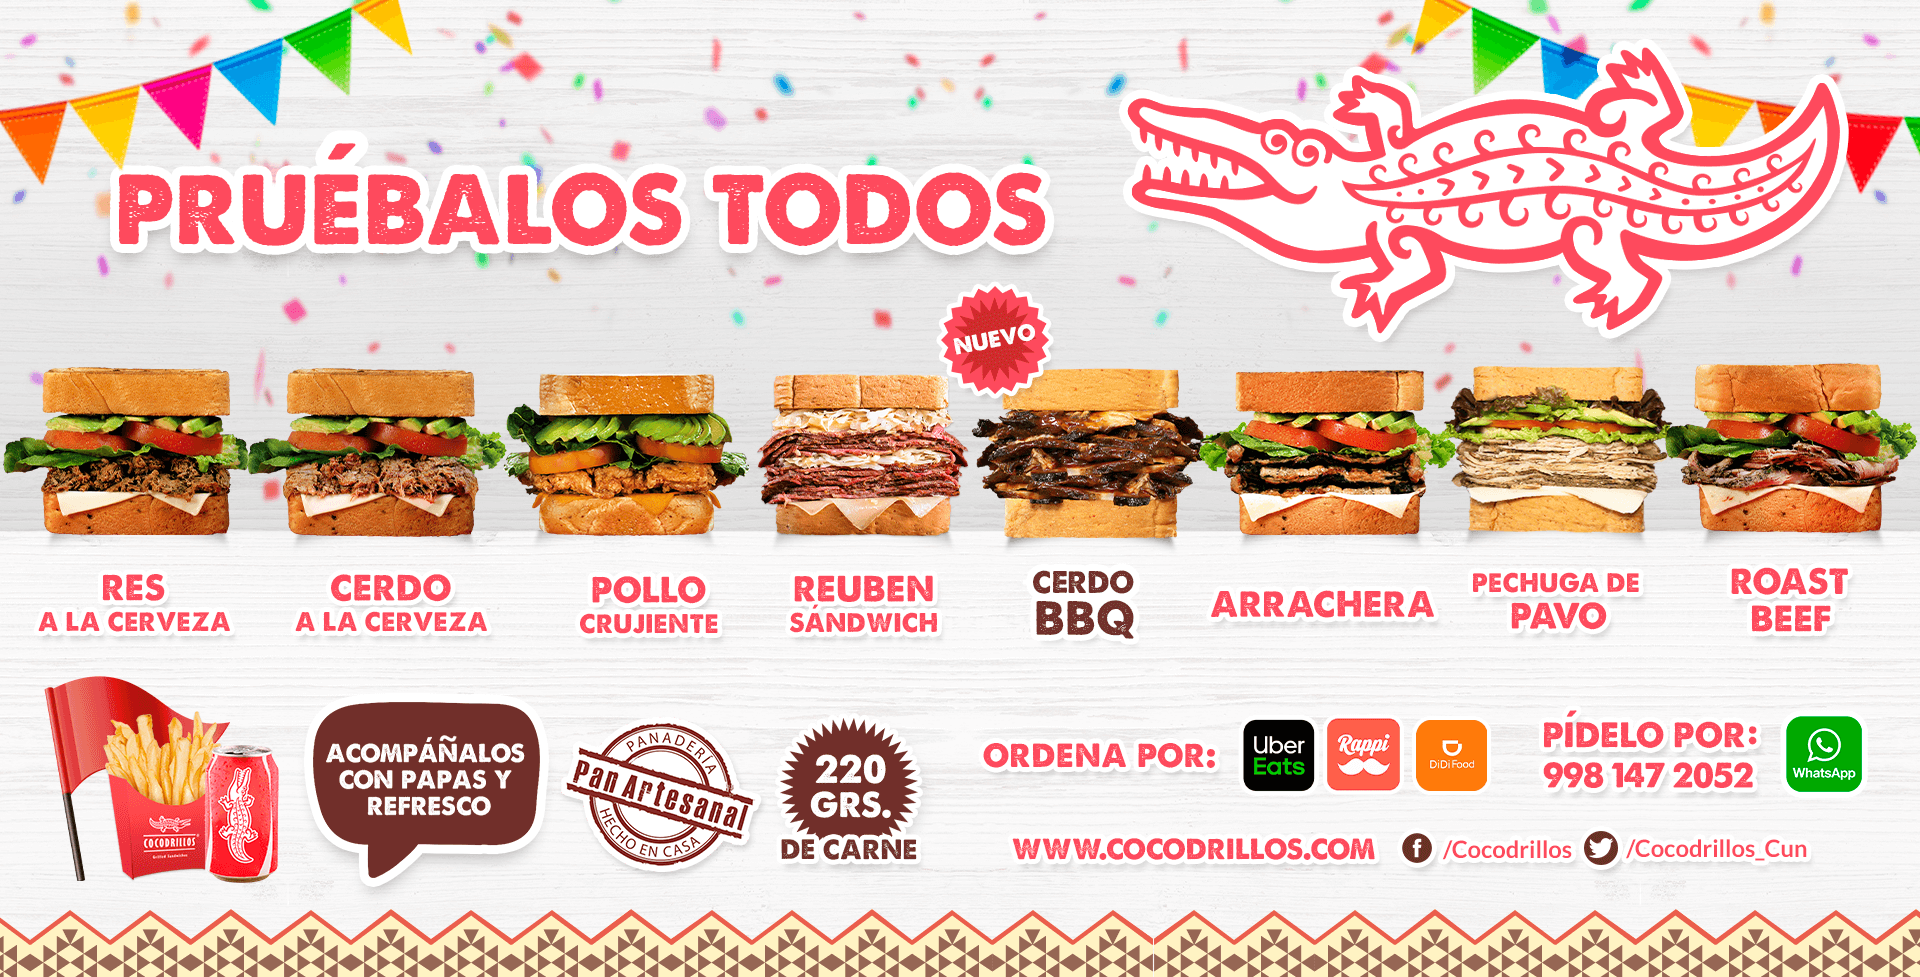 PRUÉBALOS TODOS
NUEVO
RES
A LA CERVEZA
CERDO
A LA CERVEZA
POLLO
CRUJIENTE
REUBEN
SÁNDWICH
CERDO
BBQ
ARRACHERA
PECHUGA DE
PAVO
ROAST
BEEF
COCODRILLOS
Grilled Sandwiches
ACOMPÁÑALOS
CON PAPAS Y
REFRESCO
PANADERÍA
Pan Artesanal
HECHO EN CASA
220
GRS.
DE CARNE
ORDENA POR:
Uber
Eats
Rappi
DiDi Food
PÍDELO POR:
998 147 2052
WhatsApp
WWW.COCODRILLOS.COM
/Cocodrillos
/Cocodrillos_Cun